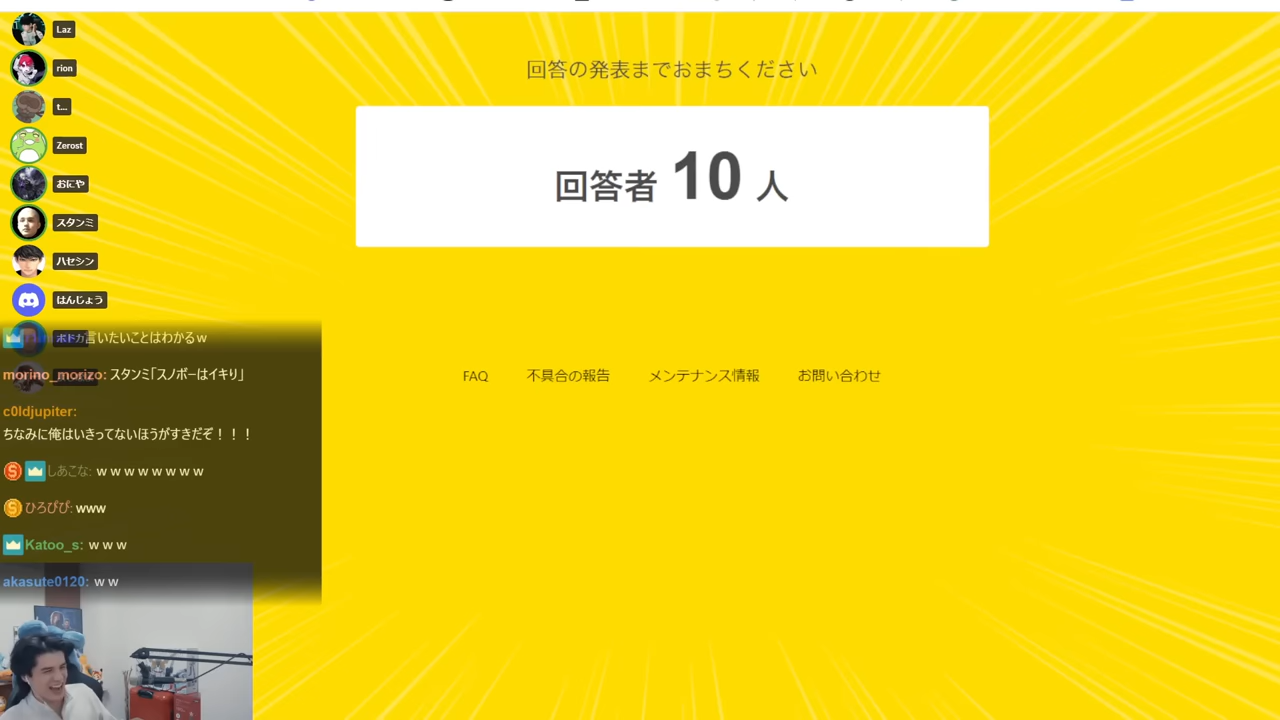 Laz
rion
t...
Zerost
おにや
スタンミ
ハセシン
はんじょう
ボドカ
言いたいことはわかるw
morino_morizo: スタンミ「スノボーはイキり」
c0ldjupiter:
ちなみに俺はいきってないほうがすきだぞ！！！
しあこな: ｗｗｗｗｗｗｗｗ
ひろぴぴ: www
Katoo_s: ｗｗｗ
akasute0120: ｗｗ
回答の発表までおまちください
回答者 10 人
FAQ 不具合の報告 メンテナンス情報 お問い合わせ